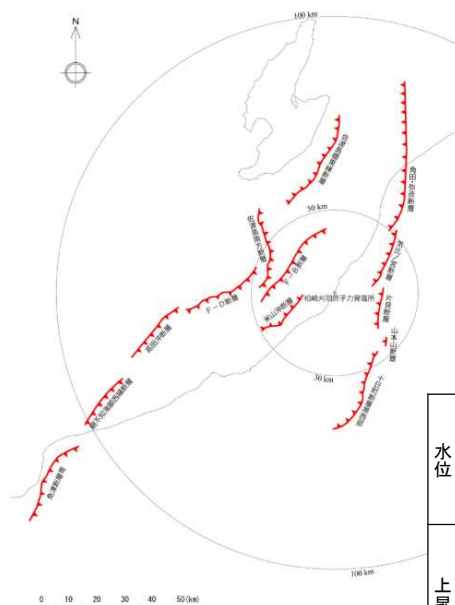 100 km
N
佐渡島棚東縁断層
角田・弥彦断層
30 km
佐渡島南方断層
気比ノ宮断層
F－B断層
F－D断層
柏崎刈羽原子力発電所
片貝断層
米山沖断層
高田沖断層
山本山断層
30 km
十日町断層帯西部
親不知海脚西縁断層
水位
魚津断層帯
100 km
上昇
0 10 20 30 40 50(km)